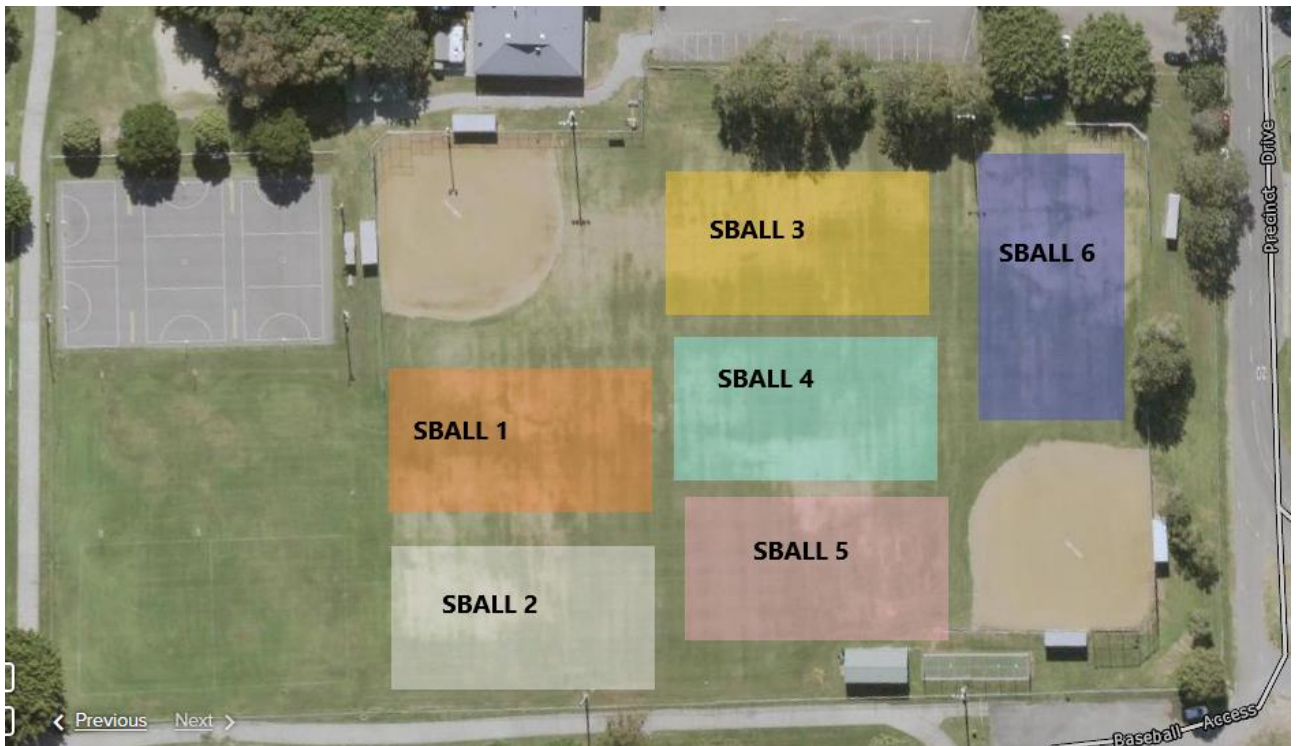 SBALL 3
SBALL 6
SBALL 4
SBALL 1
SBALL 5
SBALL 2
Precinct Drive
Previous Next
Baseball Access